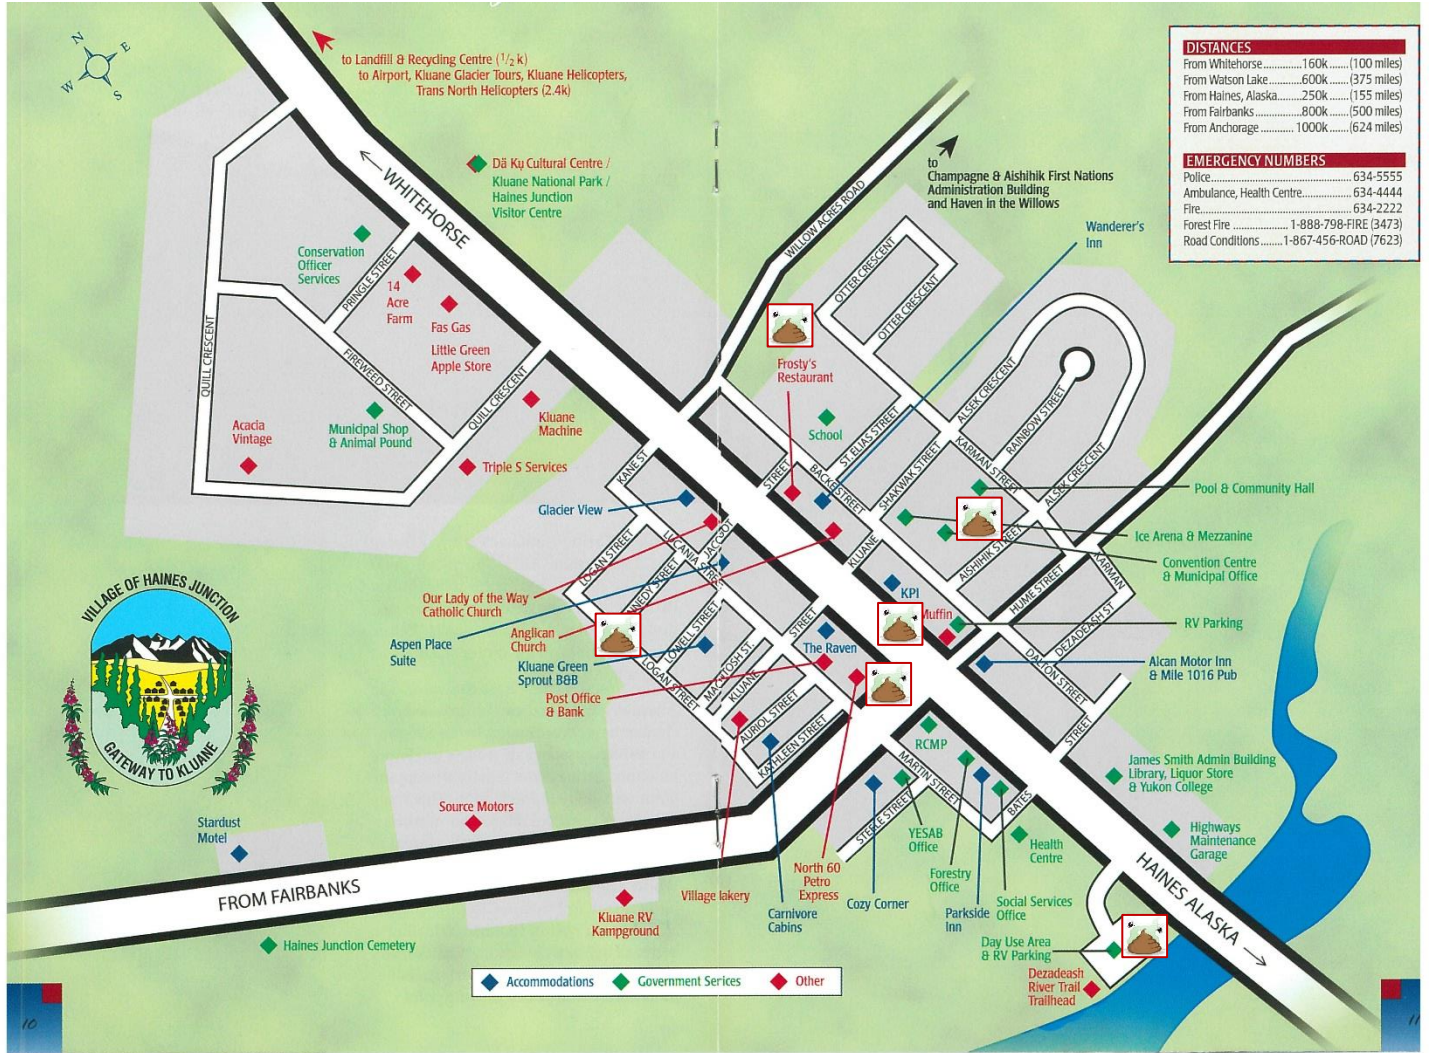 N
E
W
S
to Landfill & Recycling Centre (1/2 k)
to Airport, Kluane Glacier Tours, Kluane Helicopters,
Trans North Helicopters (2.4k)
DISTANCES
From Whitehorse..............160k ......(100 miles)
From Watson Lake.........600k ......(375 miles)
From Haines, Alaska........250k ......(155 miles)
From Fairbanks ...............800k ......(500 miles)
From Anchorage ............1000k ....(624 miles)
EMERGENCY NUMBERS
Police.............................................634-5555
Ambulance, Health Centre...............634-4444
Fire................................................634-2222
Forest Fire .................1-888-798-FIRE (3473)
Road Conditions .......1-867-456-ROAD (7623)
WHITEHORSE
Dä Kų Cultural Centre /
Kluane National Park /
Haines Junction
Visitor Centre
to
Champagne & Aishihik First Nations
Administration Building
and Haven in the Willows
WILLOW ACRES ROAD
Wanderer's
Inn
Conservation
Officer
Services
PRINGLE STREET
14
Acre
Farm
Fas Gas
Little Green
Apple Store
OTTER CRESCENT
OTTER CRESCENT
QUILL CRESCENT
FIREWEED STREET
QUILL CRESCENT
Frosty's
Restaurant
ALSEK CRESCENT
RAINBOW STREET
Municipal Shop
& Animal Pound
Acacia
Vintage
Kluane
Machine
Triple S Services
School
ST. ELIAS STREET
KARMAN STREET
ALSEK CRESCENT
KANE ST
STREET
BACKE STREET
SHAKWAK STREET
Pool & Community Hall
Glacier View
Ice Arena & Mezzanine
LOGAN STREET
LUCANIA STREET
JACQUOT
KLUANE
AISHIHIK STREET
KARMAN
Convention Centre
& Municipal Office
Our Lady of the Way
Catholic Church
KPI
HUME STREET
DEZADEASH ST
VILLAGE OF HAINES JUNCTION
GATEWAY TO KLUANE
Aspen Place
Suite
Anglican
Church
LOWELL STREET
STREET
The Raven
Muffin
RV Parking
Kluane Green
Sprout B&B
LOGAN STREET
MACKINTOSH ST.
KLUANE
DALTON STREET
Alcan Motor Inn
& Mile 1016 Pub
Post Office
& Bank
AURIOL STREET
KATHLEEN STREET
RCMP
MARTIN STREET
STREET
BATES
STEELE STREET
James Smith Admin Building
Library, Liquor Store
& Yukon College
Source Motors
Stardust
Motel
YESAB
Office
Health
Centre
Highways
Maintenance
Garage
FROM FAIRBANKS
Village Bakery
North 60
Petro
Express
Forestry
Office
HAINES ALASKA
Kluane RV
Kampground
Carnivore
Cabins
Cozy Corner
Parkside
Inn
Social Services
Office
Haines Junction Cemetery
Day Use Area
& RV Parking
Dezadeash
River Trail
Trailhead
Accommodations
Government Serices
Other
10
11